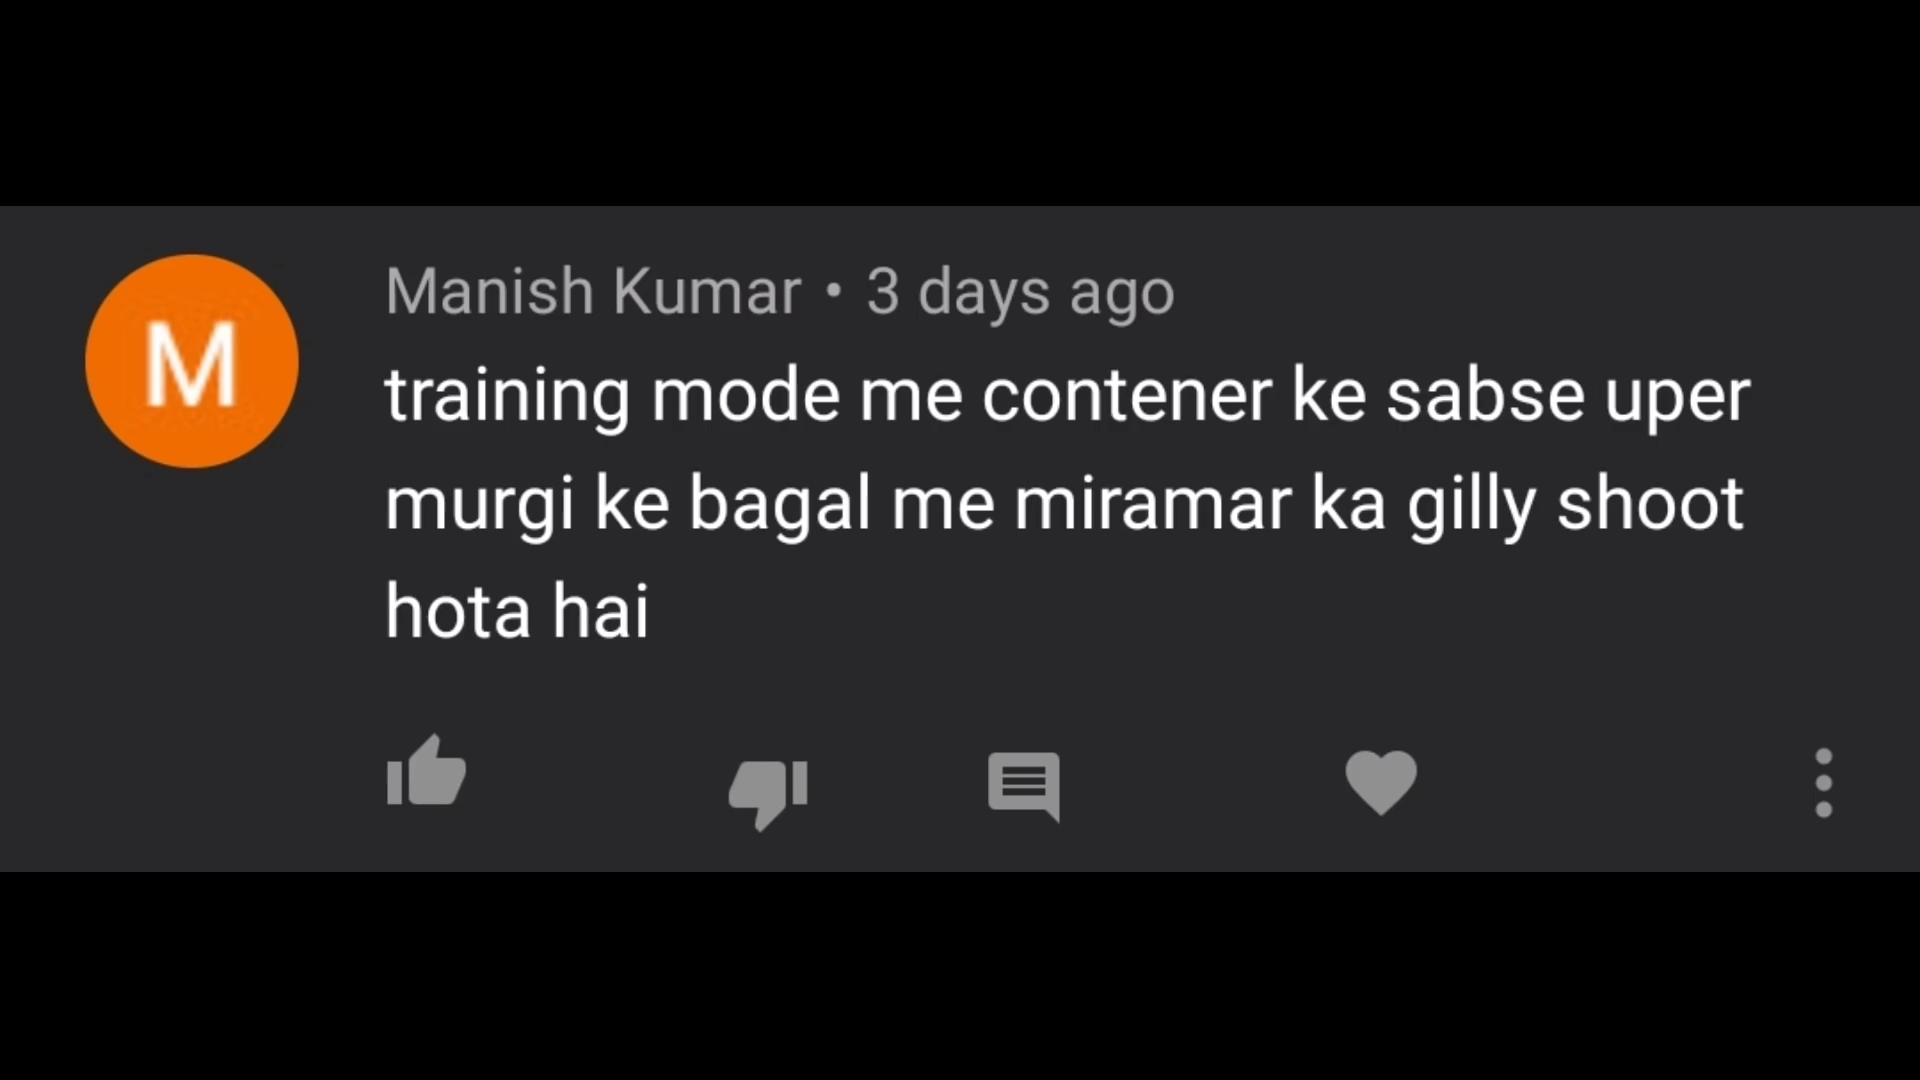 M
Manish Kumar • 3 days ago
training mode me contener ke sabse uper
murgi ke bagal me miramar ka gilly shoot
hota hai